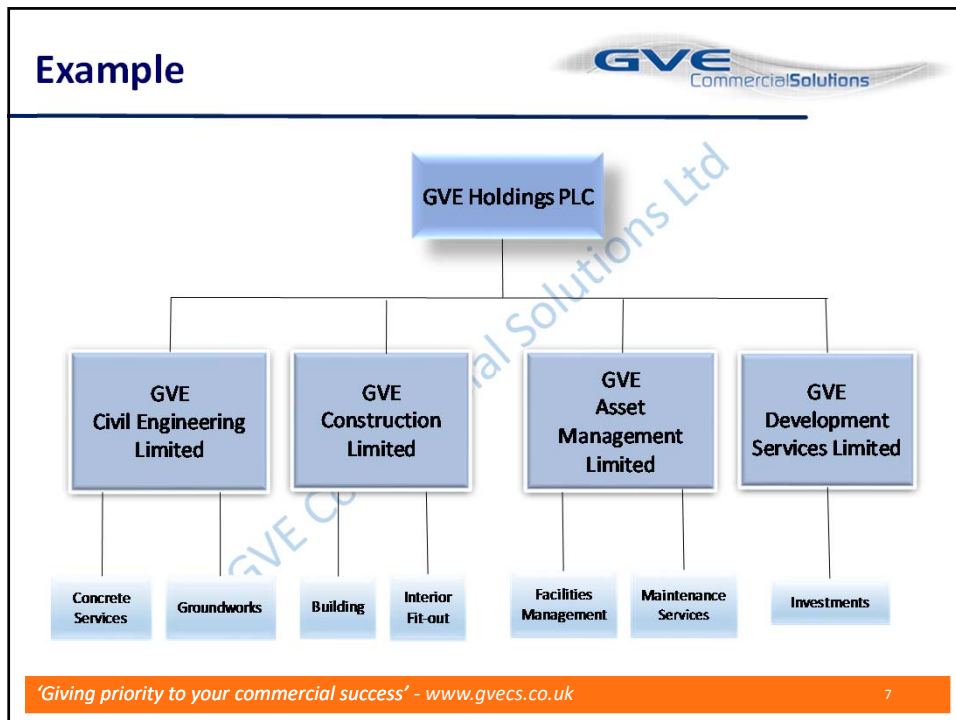 Example
GVE
CommercialSolutions
GVE Holdings PLC
GVE
Civil Engineering
Limited
GVE
Construction
Limited
GVE
Asset
Management
Limited
GVE
Development
Services Limited
Concrete
Services
Groundworks
Building
Interior
Fit-out
Facilities
Management
Maintenance
Services
Investments
GVE Commercial Solutions Ltd
‘Giving priority to your commercial success’ - www.gvecs.co.uk
7